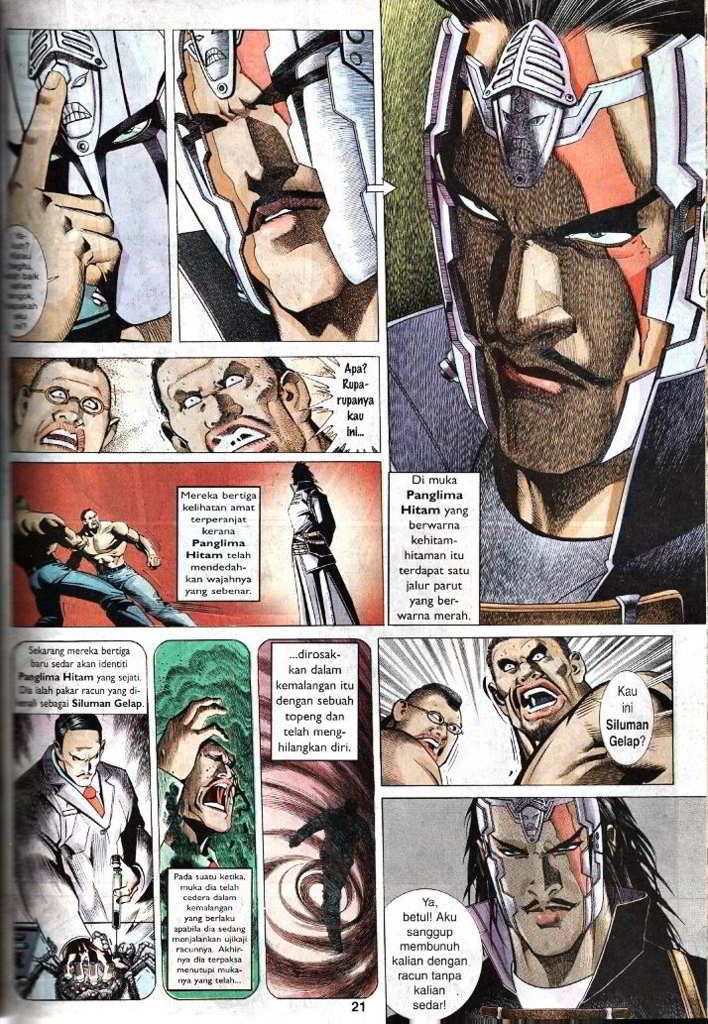 baik
Apa?
Rupa-
rupanya
kau
ini...
Mereka bertiga
kelihatan amat
terperanjat
kerana
Panglima
Hitam telah
mendedah-
kan wajahnya
yang sebenar.
Di muka
Panglima
Hitam yang
berwarna
kehitam-
hitaman itu
terdapat satu
jalur parut
yang ber-
warna merah.
Sekarang mereka bertiga
baru sedar akan identiti
Panglima Hitam yang sejati.
Dia ialah pakar racun yang di-
kenali sebagai Siluman Gelap.
Pada suatu ketika,
muka dia telah
cedera dalam
kemalangan
yang berlaku
apabila dia sedang
menjalankan ujikaji
racunnya. Akhir-
nya dia terpaksa
menutupi muka-
nya yang telah...
...dirosak-
kan dalam
kemalangan itu
dengan sebuah
topeng dan
telah meng-
hilangkan diri.
Kau
ini
Siluman
Gelap?
Ya,
betul! Aku
sanggup
membunuh
kalian dengan
racun tanpa
kalian
sedar!
21